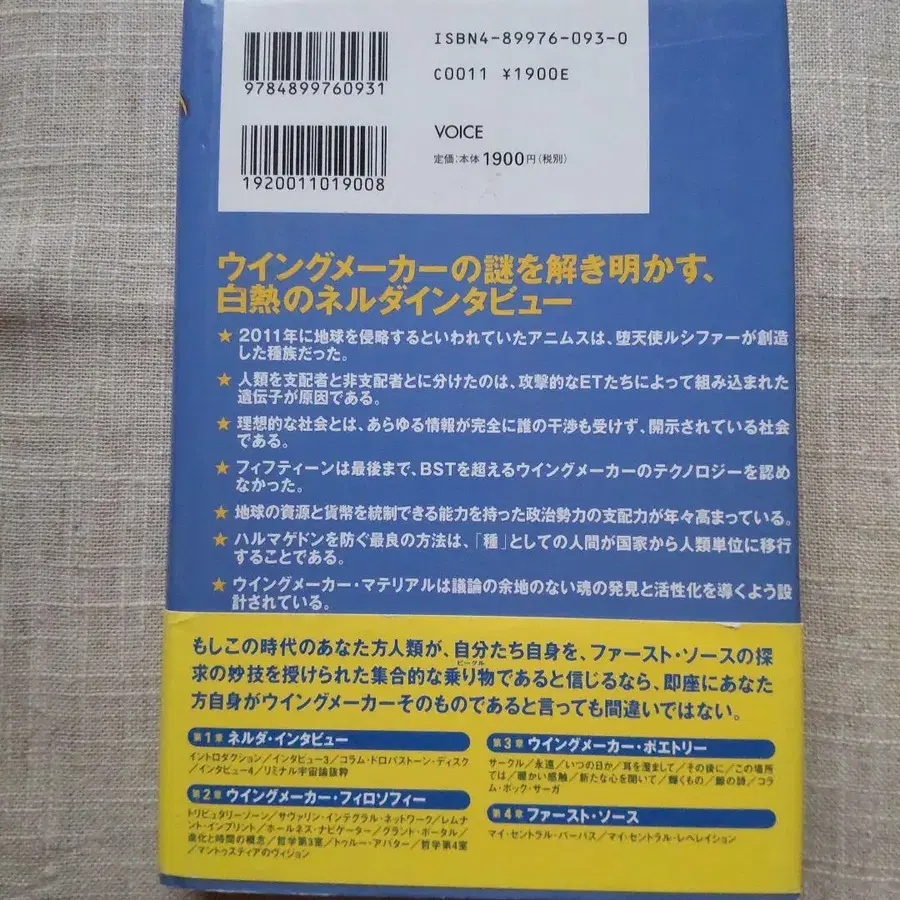 ISBN4-89976-093-0
C0011 ¥1900E
9784899760931
VOICE
定価:本体1900円(税別)
1920011019008
ウイングメーカーの謎を解き明かす、
白熱のネルダインタビュー
★ 2011年に地球を侵略するといわれていたアニムスは、堕天使ルシファーが創造
した種族だった。
★ 人類を支配者と非支配者とに分けたのは、攻撃的なETたちによって組み込まれた
遺伝子が原因である。
★ 理想的な社会とは、あらゆる情報が完全に誰の干渉も受けず、開示されている社会
である。
★ フィフティーンは最後まで、BSTを超えるウイングメーカーのテクノロジーを認め
なかった。
★ 地球の資源と貨幣を統制できる能力を持った政治勢力の支配力が年々高まっている。
★ ハルマゲドンを防ぐ最良の方法は、「種」としての人間が国家から人類単位に移行
することである。
★ ウイングメーカー・マテリアルは議論の余地のない魂の発見と活性化を導くよう設
計されている。
もしこの時代のあなた方人類が、自分たち自身を、ファースト・ソースの探
ビークル
求の妙技を授けられた集合的な乗り物であると信じるなら、即座にあなた
方自身がウイングメーカーそのものであると言っても間違いではない。
第1章 ネルダ・インタビュー
イントロダクション/インタビュー3/コラム・ドロパストーン・ディスク
/インタビュー4/リミナル宇宙論抜粋
第2章 ウイングメーカー・フィロソフィー
トリビュタリーゾーン/サヴァリン・インテグラル・ネットワーク/レムナ
ント・インプリント/ホールネス・ナビゲーター/グランド・ポータル/
進化と時間の概念/哲学第3室/トゥルー・アバター/哲学第4室
/マントゥスティアのヴィジョン
第3章 ウイングメーカー・ポエトリー
サークル/永遠/いつの日か/耳を澄まして/その後に/この場所
では/暖かい感触/新たな心を開いて/輝くもの/鯨の詩/コラ
ム・ボック・サーガ
第4章 ファースト・ソース
マイ・セントラル・パーパス/マイ・セントラル・レベレイション